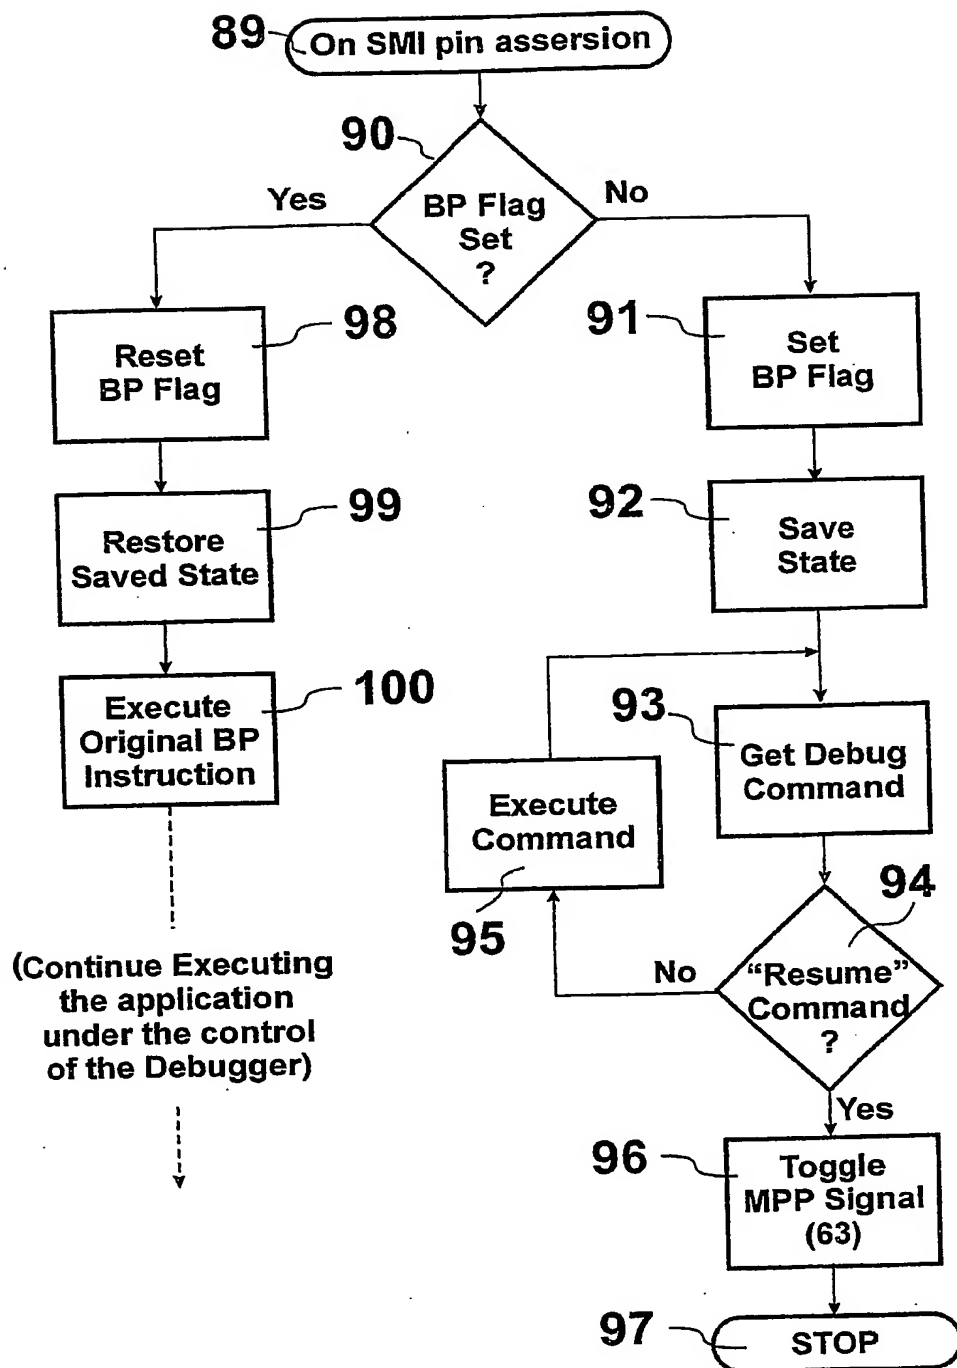 89
On SMI pin assersion
90
Yes
No
BP Flag
Set
?
98
Reset
BP Flag
91
Set
BP Flag
99
Restore
Saved State
92
Save
State
100
Execute
Original BP
Instruction
93
Get Debug
Command
Execute
Command
95
94
No
“Resume”
Command
?
(Continue Executing
the application
under the control
of the Debugger)
Yes
96
Toggle
MPP Signal
(63)
97
STOP